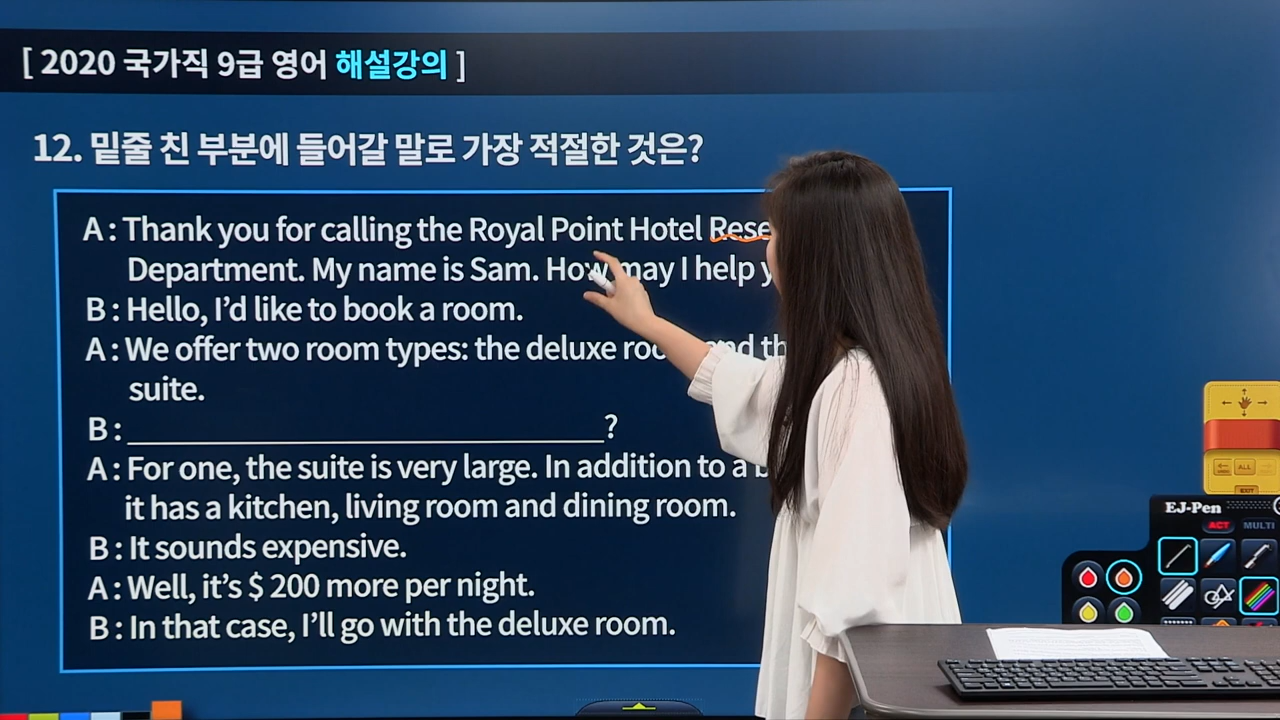 [ 2020 국가직 9급 영어 해설강의 ]
12. 밑줄 친 부분에 들어갈 말로 가장 적절한 것은?
A : Thank you for calling the Royal Point Hotel Rese
Department. My name is Sam. How may I help y
B : Hello, I’d like to book a room.
A : We offer two room types: the deluxe roo and th
suite.
B : ?
A : For one, the suite is very large. In addition to a b
it has a kitchen, living room and dining room.
B : It sounds expensive.
A : Well, it’s $ 200 more per night.
B : In that case, I’ll go with the deluxe room.
ALL
EXIT
EJ-Pen
ACT MULTI